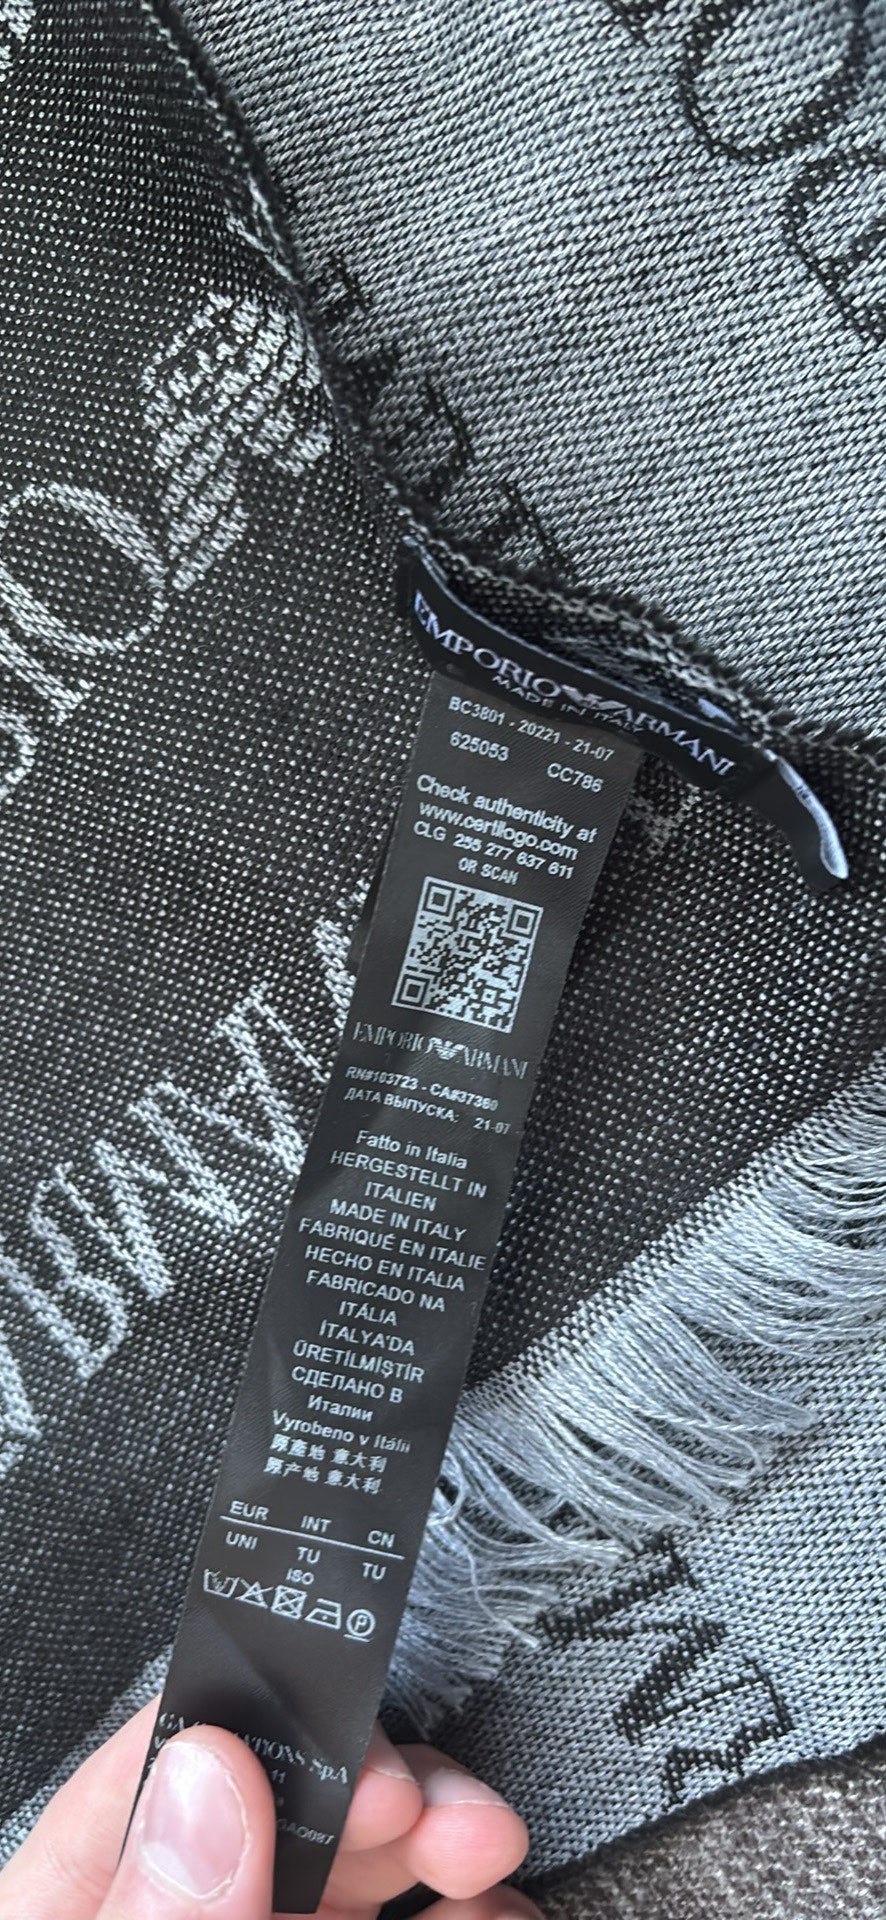 EMPORIO ARMANI
MADE IN ITALY
BC3801 - 20221 - 21-07
625053 CC786
Check authenticity at
www.certilogo.com
CLG 255 277 637 611
OR SCAN
EMPORIO ARMANI
RN#103723 - CA#37360
ДАТА ВЫПУСКА: 21-07
Fatto in Italia
HERGESTELLT IN
ITALIEN
MADE IN ITALY
FABRIQUÉ EN ITALIE
HECHO EN ITALIA
FABRICADO NA
ITÁLIA
İTALYA'DA
ÜRETİLMİŞTİR
СДЕЛАНО В
Италии
Vyrobeno v Itálii
原產地 意大利
原产地 意大利
EUR INT CN
UNI TU TU
ISO
SpA
11